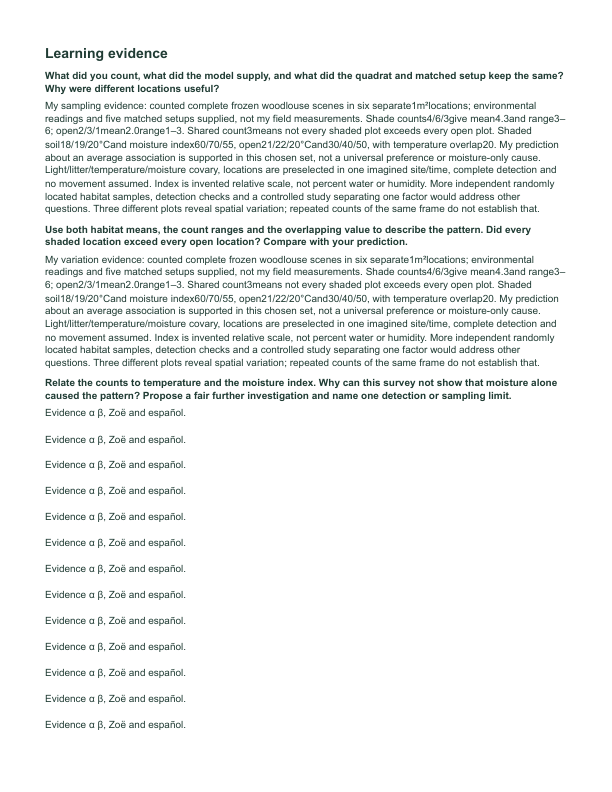 Learning evidence
What did you count, what did the model supply, and what did the quadrat and matched setup keep the same?
Why were different locations useful?
My sampling evidence: counted complete frozen woodlouse scenes in six separate1m²locations; environmental
readings and five matched setups supplied, not my field measurements. Shade counts4/6/3give mean4.3and range3–
6; open2/3/1mean2.0range1–3. Shared count3means not every shaded plot exceeds every open plot. Shaded
soil18/19/20°Cand moisture index60/70/55, open21/22/20°Cand30/40/50, with temperature overlap20. My prediction
about an average association is supported in this chosen set, not a universal preference or moisture-only cause.
Light/litter/temperature/moisture covary, locations are preselected in one imagined site/time, complete detection and
no movement assumed. Index is invented relative scale, not percent water or humidity. More independent randomly
located habitat samples, detection checks and a controlled study separating one factor would address other
questions. Three different plots reveal spatial variation; repeated counts of the same frame do not establish that.
Use both habitat means, the count ranges and the overlapping value to describe the pattern. Did every
shaded location exceed every open location? Compare with your prediction.
My variation evidence: counted complete frozen woodlouse scenes in six separate1m²locations; environmental
readings and five matched setups supplied, not my field measurements. Shade counts4/6/3give mean4.3and range3–
6; open2/3/1mean2.0range1–3. Shared count3means not every shaded plot exceeds every open plot. Shaded
soil18/19/20°Cand moisture index60/70/55, open21/22/20°Cand30/40/50, with temperature overlap20. My prediction
about an average association is supported in this chosen set, not a universal preference or moisture-only cause.
Light/litter/temperature/moisture covary, locations are preselected in one imagined site/time, complete detection and
no movement assumed. Index is invented relative scale, not percent water or humidity. More independent randomly
located habitat samples, detection checks and a controlled study separating one factor would address other
questions. Three different plots reveal spatial variation; repeated counts of the same frame do not establish that.
Relate the counts to temperature and the moisture index. Why can this survey not show that moisture alone
caused the pattern? Propose a fair further investigation and name one detection or sampling limit.
Evidence α β, Zoë and español.
Evidence α β, Zoë and español.
Evidence α β, Zoë and español.
Evidence α β, Zoë and español.
Evidence α β, Zoë and español.
Evidence α β, Zoë and español.
Evidence α β, Zoë and español.
Evidence α β, Zoë and español.
Evidence α β, Zoë and español.
Evidence α β, Zoë and español.
Evidence α β, Zoë and español.
Evidence α β, Zoë and español.
Evidence α β, Zoë and español.